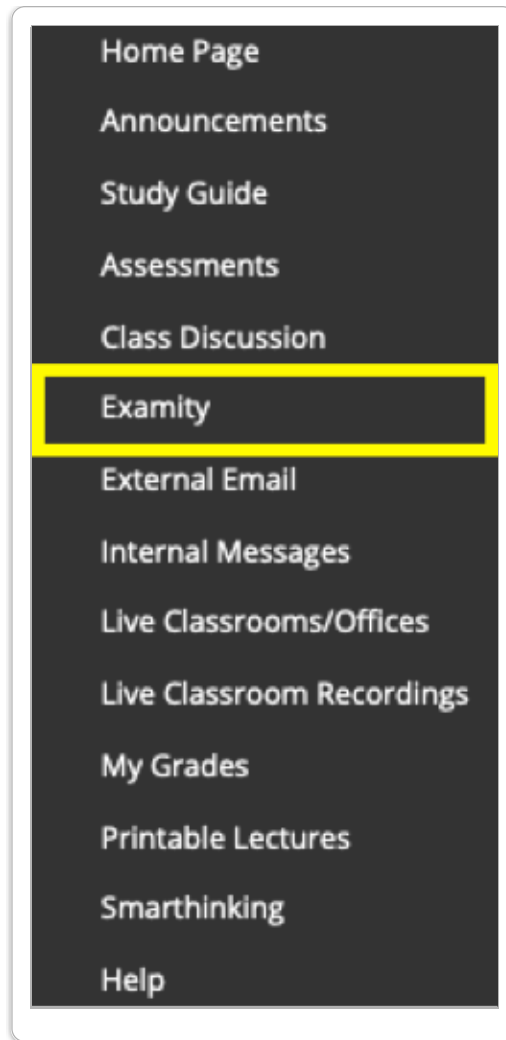 Home Page
Announcements
Study Guide
Assessments
Class Discussion
Examity
External Email
Internal Messages
Live Classrooms/Offices
Live Classroom Recordings
My Grades
Printable Lectures
Smarthinking
Help